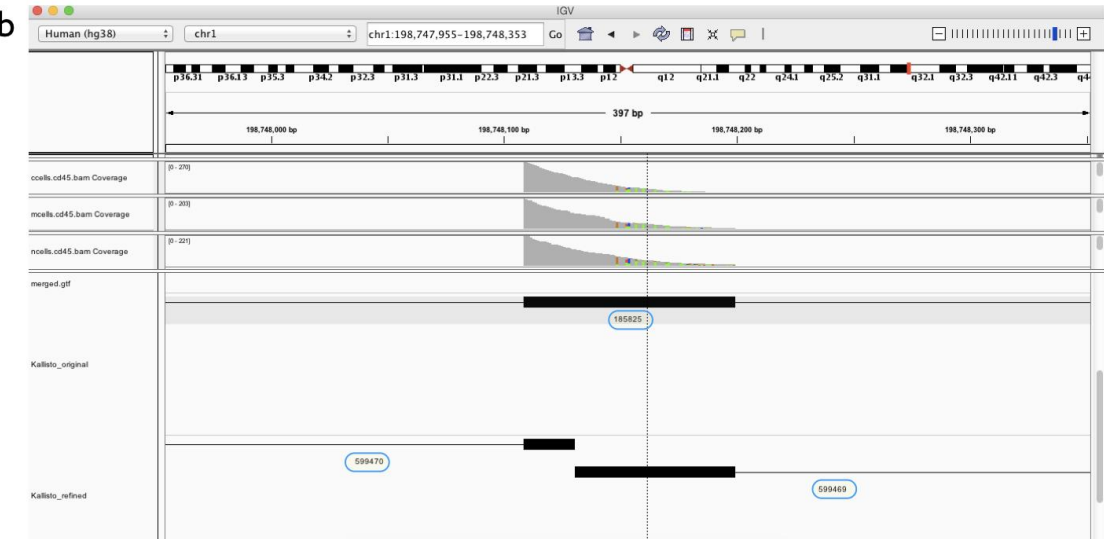 b
IGV
Human (hg38)
chr1
chr1:198,747,955-198,748,353
Go
p36.31 p36.13 p35.3 p34.2 p32.3 p31.3 p31.1 p22.3 p21.3 p13.3 p12 q12 q21.1 q22 q24.1 q25.2 q31.1 q32.1 q32.3 q42.11 q42.3 q4
397 bp
198,748,000 bp 198,748,100 bp 198,748,200 bp 198,748,300 bp
[0 - 270]
ccells.cd45.bam Coverage
[0 - 203]
mcells.cd45.bam Coverage
[0 - 221]
ncells.cd45.bam Coverage
merged.gtf
185825
Kallisto_original
599470
599469
Kallisto_refined